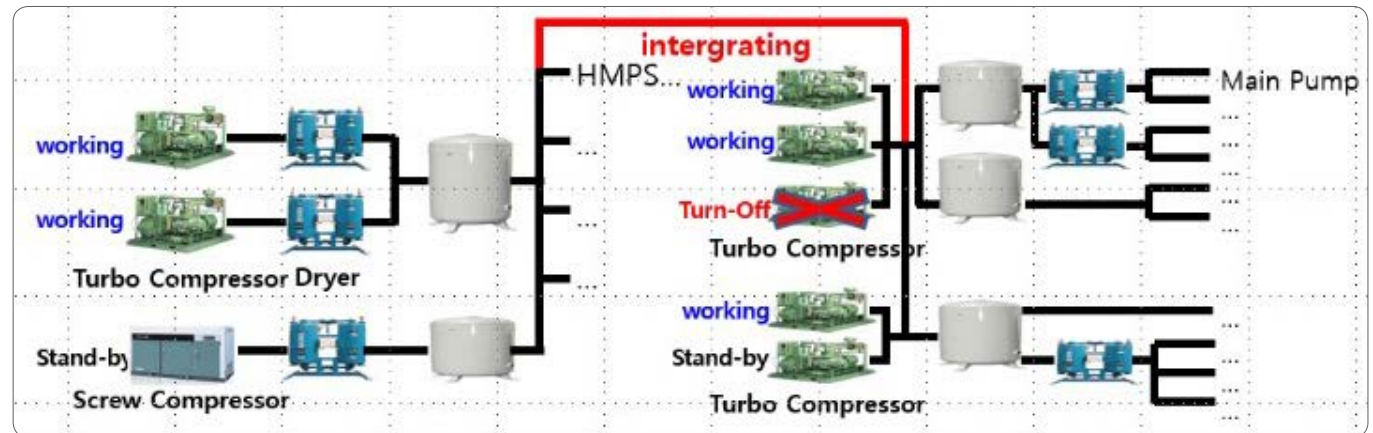 intergrating
HMPS...
working
working
Turbo Compressor Dryer
...
...
...
Stand-by
Screw Compressor
working
working
Turn-Off
Turbo Compressor
working
Stand-by
Turbo Compressor
Main Pump
...
...
...
...
...
...
...
...
...